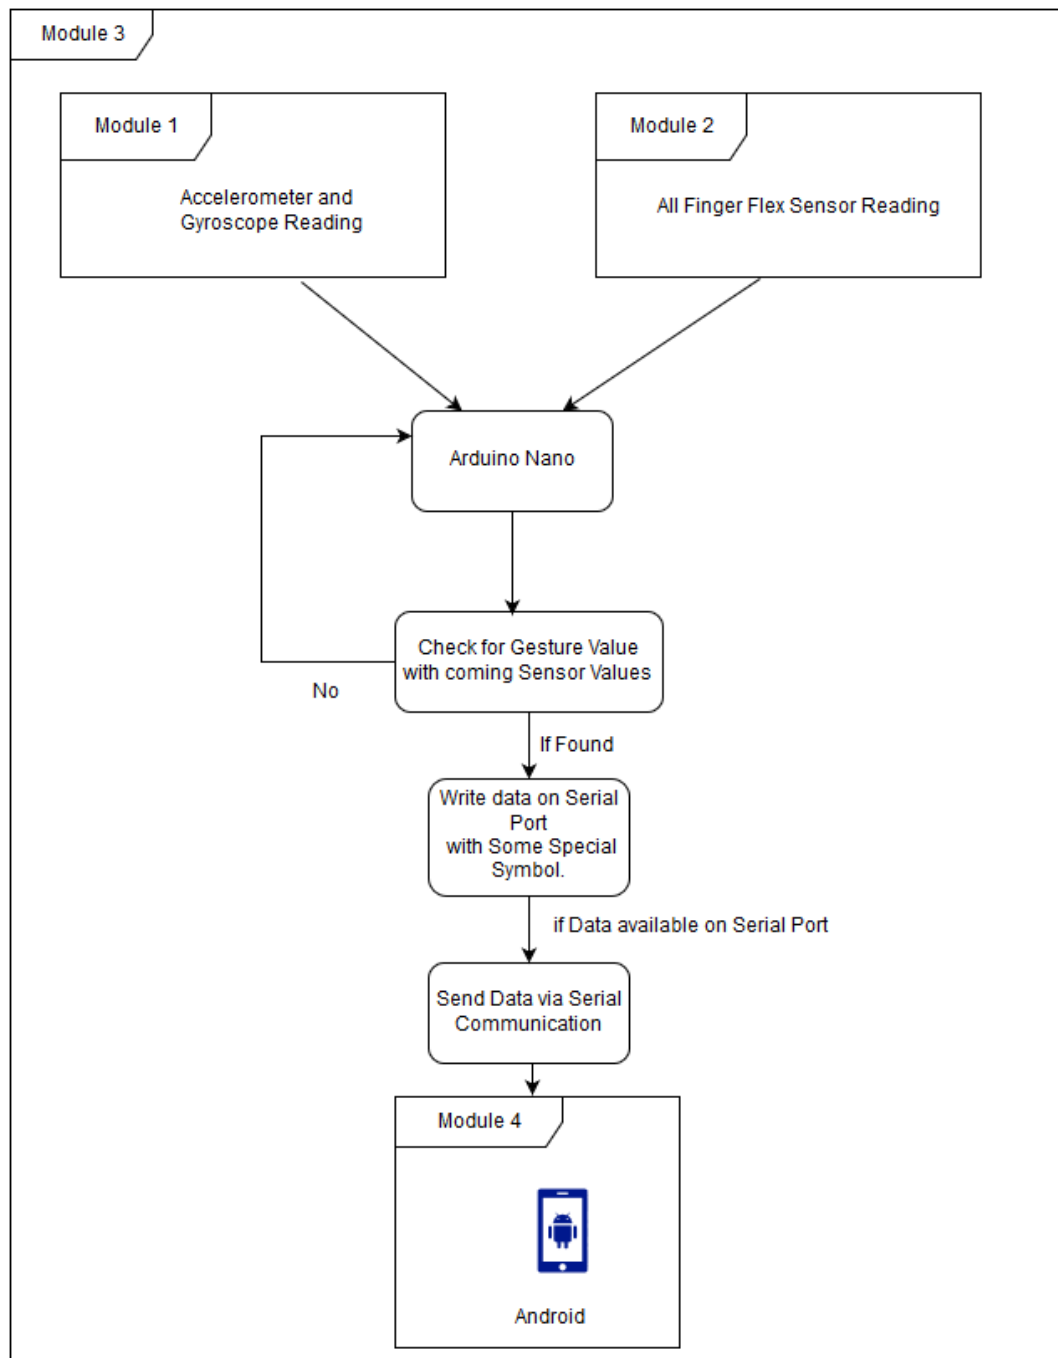 Module 3
Module 1
Accelerometer and
Gyroscope Reading
Module 2
All Finger Flex Sensor Reading
Arduino Nano
Check for Gesture Value
with coming Sensor Values
No
If Found
Write data on Serial
Port
with Some Special
Symbol.
if Data available on Serial Port
Send Data via Serial
Communication
Module 4
Android